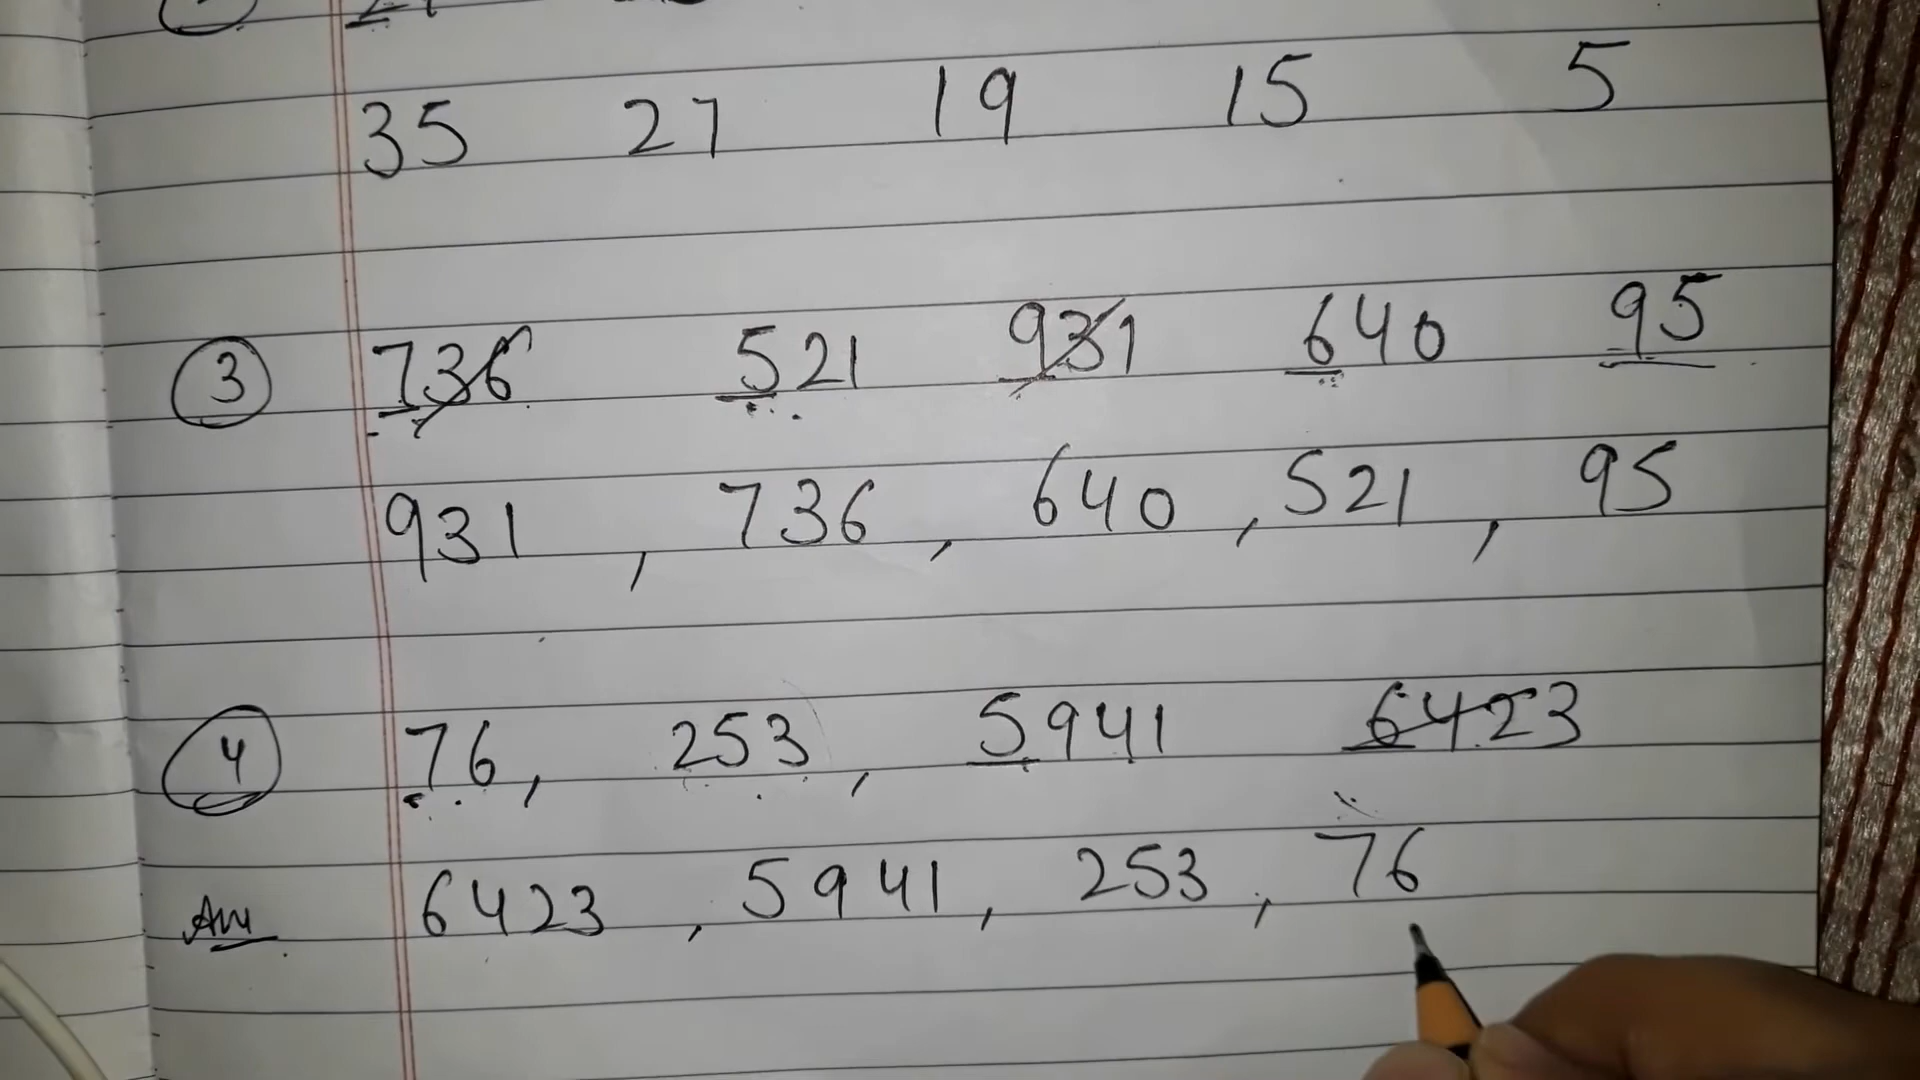 35 27 19 15 5
3 736 521 931 640 95
931 , 736 , 640 , 521 , 95
4 76, 253 , 5941 6423
Ans 6423 , 5941 , 253 , 76